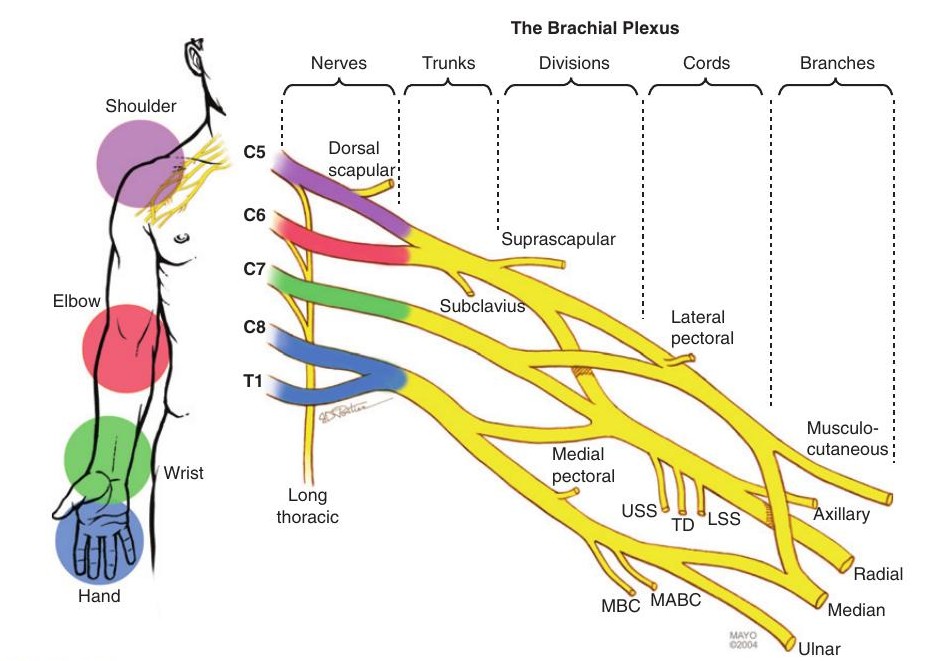 The Brachial Plexus
Nerves
Trunks
Divisions
Cords
Branches
Shoulder
Elbow
Wrist
Hand
C5
C6
C7
C8
T1
Dorsal
scapular
Suprascapular
Subclavius
Lateral
pectoral
Musculo-
cutaneous
Medial
pectoral
Long
thoracic
USS
TD
LSS
Axillary
Radial
MBC
MABC
Median
Ulnar
MAYO
©2004